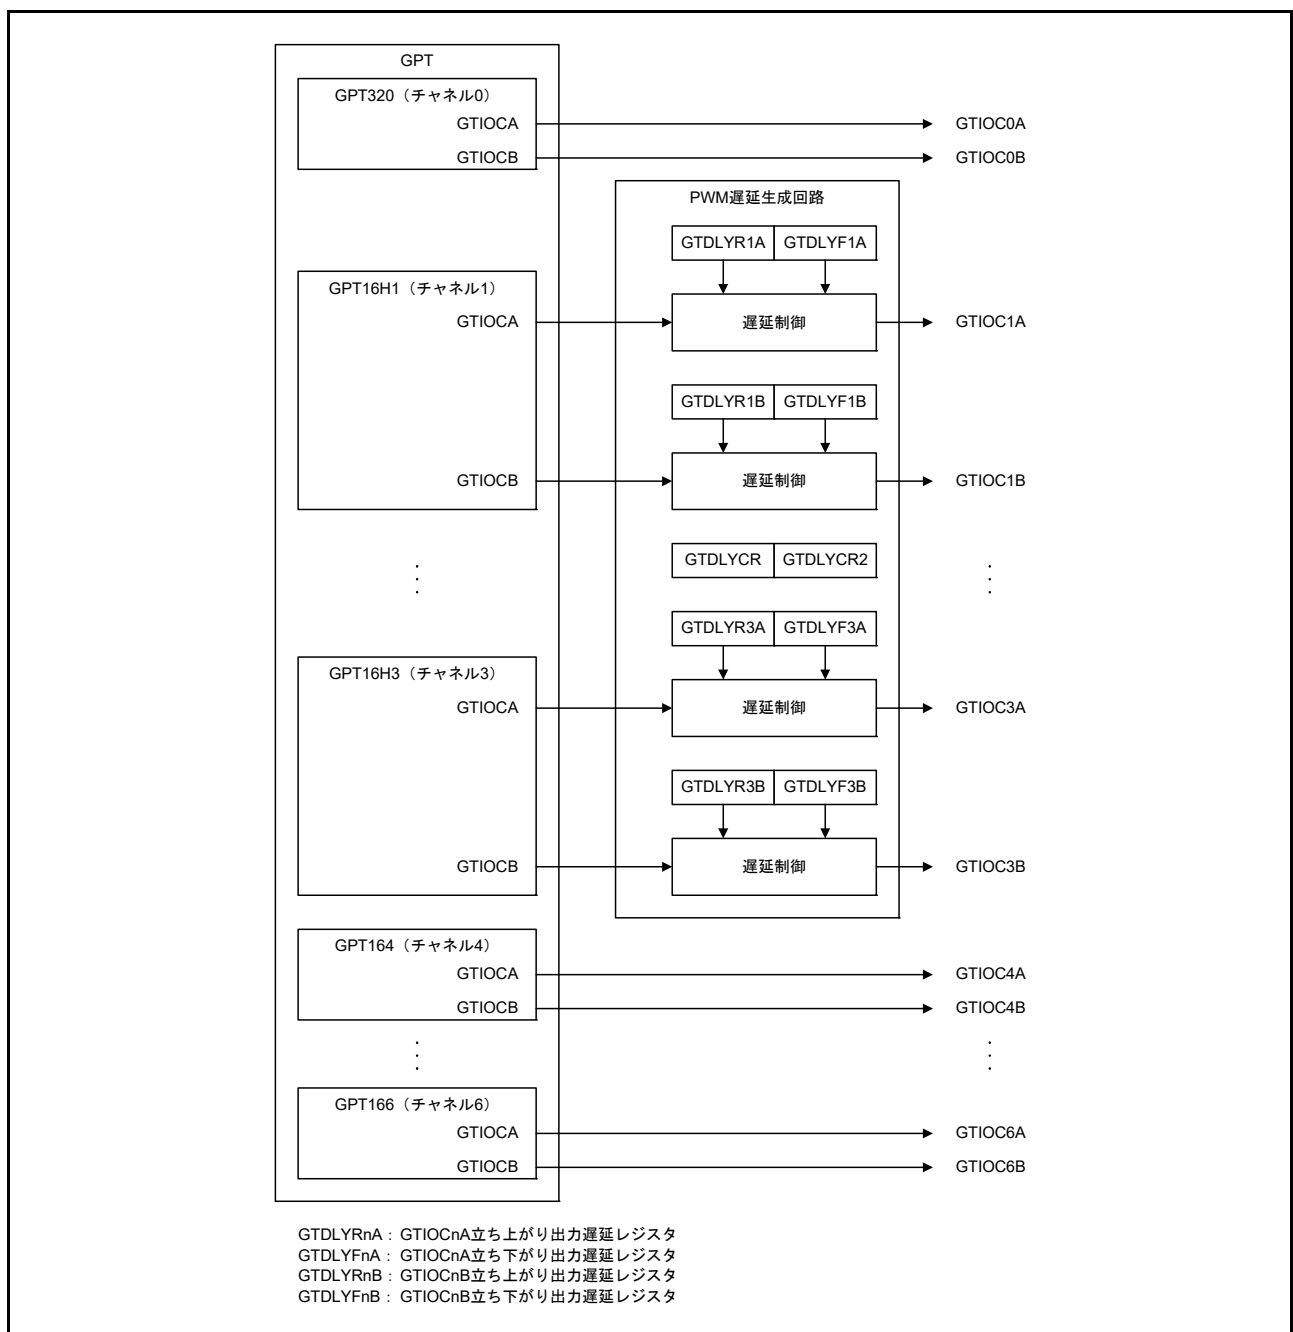 GPT
GPT320（チャネル0）
GTIOCA
GTIOC0A
GTIOCB
GTIOC0B
PWM遅延生成回路
GTDLYR1A GTDLYF1A
GPT16H1（チャネル1）
GTIOCA
遅延制御
GTIOC1A
GTDLYR1B GTDLYF1B
GTIOCB
遅延制御
GTIOC1B
GTDLYCR GTDLYCR2
GTDLYR3A GTDLYF3A
GPT16H3（チャネル3）
GTIOCA
遅延制御
GTIOC3A
GTDLYR3B GTDLYF3B
GTIOCB
遅延制御
GTIOC3B
GPT164（チャネル4）
GTIOCA
GTIOC4A
GTIOCB
GTIOC4B
GPT166（チャネル6）
GTIOCA
GTIOC6A
GTIOCB
GTIOC6B
GTDLYRnA：GTIOCnA立ち上がり出力遅延レジスタ
GTDLYFnA：GTIOCnA立ち下がり出力遅延レジスタ
GTDLYRnB：GTIOCnB立ち上がり出力遅延レジスタ
GTDLYFnB：GTIOCnB立ち下がり出力遅延レジスタ